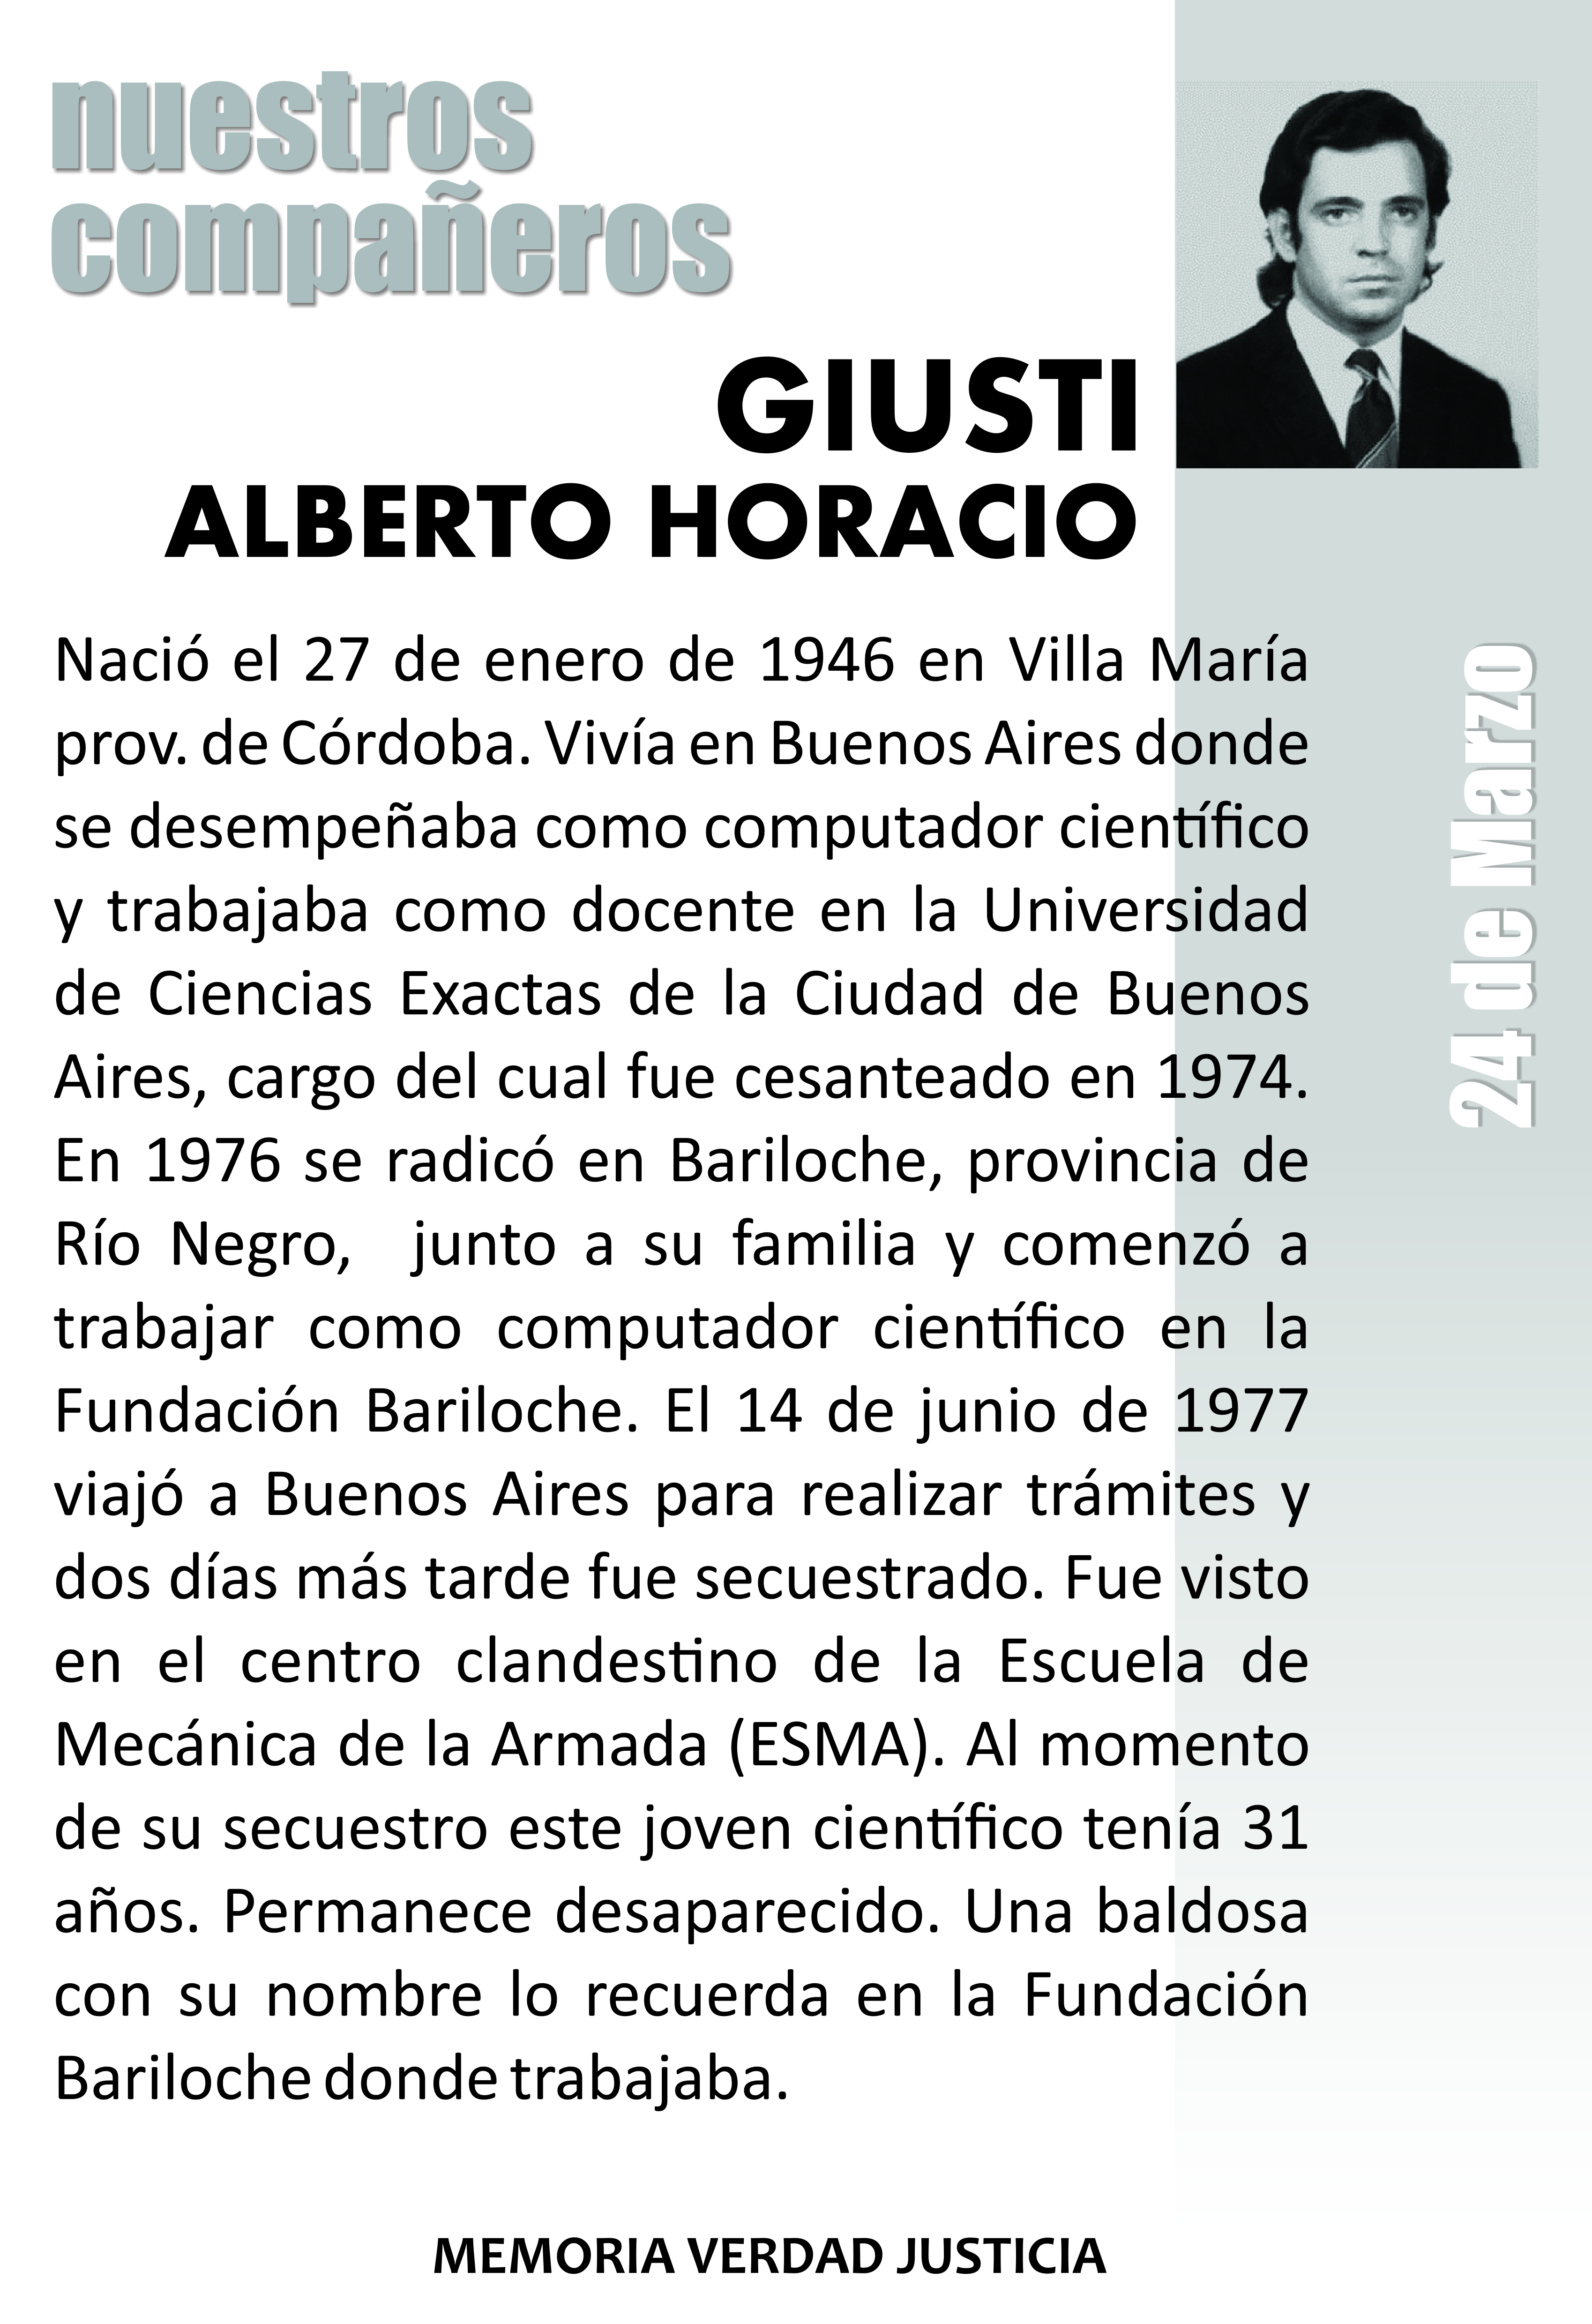 nuestros
compañeros
GIUSTI
ALBERTO HORACIO
Nació el 27 de enero de 1946 en Villa María
prov. de Córdoba. Vivía en Buenos Aires donde
se desempeñaba como computador científico
y trabajaba como docente en la Universidad
de Ciencias Exactas de la Ciudad de Buenos
Aires, cargo del cual fue cesanteado en 1974.
En 1976 se radicó en Bariloche, provincia de
Río Negro, junto a su familia y comenzó a
trabajar como computador científico en la
Fundación Bariloche. El 14 de junio de 1977
viajó a Buenos Aires para realizar trámites y
dos días más tarde fue secuestrado. Fue visto
en el centro clandestino de la Escuela de
Mecánica de la Armada (ESMA). Al momento
de su secuestro este joven científico tenía 31
años. Permanece desaparecido. Una baldosa
con su nombre lo recuerda en la Fundación
Bariloche donde trabajaba.
24 de Marzo
MEMORIA VERDAD JUSTICIA